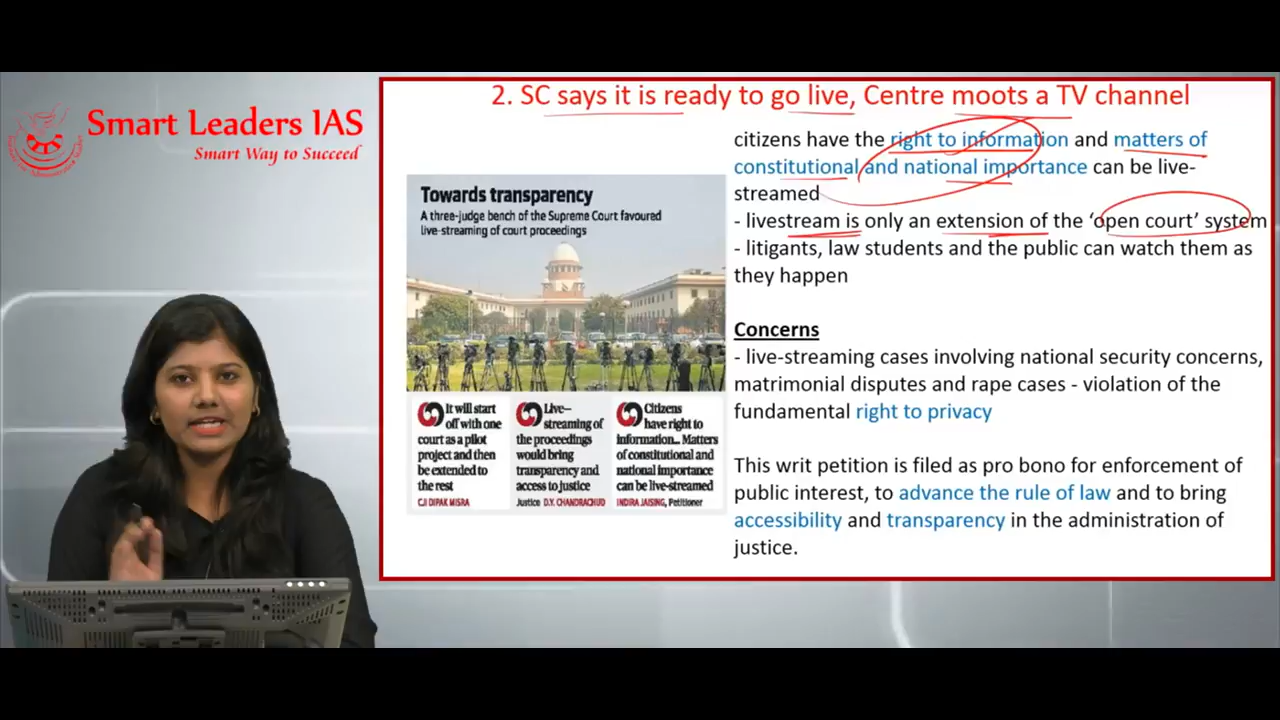 Smart Leaders IAS
Smart Way to Succeed
2. SC says it is ready to go live, Centre moots a TV channel
citizens have the right to information and matters of
constitutional and national importance can be live-
streamed
- livestream is only an extension of the ‘open court’ system
- litigants, law students and the public can watch them as
they happen
Concerns
- live-streaming cases involving national security concerns,
matrimonial disputes and rape cases - violation of the
fundamental right to privacy
This writ petition is filed as pro bono for enforcement of
public interest, to advance the rule of law and to bring
accessibility and transparency in the administration of
justice.
Towards transparency
A three-judge bench of the Supreme Court favoured
live-streaming of court proceedings
It will start
off with one
court as a pilot
project and then
be extended to
the rest
CJI DIPAK MISRA
Live–
streaming of
the proceedings
would bring
transparency and
access to justice
Justice D.Y. CHANDRACHUD
Citizens
have right to
information... Matters
of constitutional and
national importance
can be live-streamed
INDIRA JAISING, Petitioner